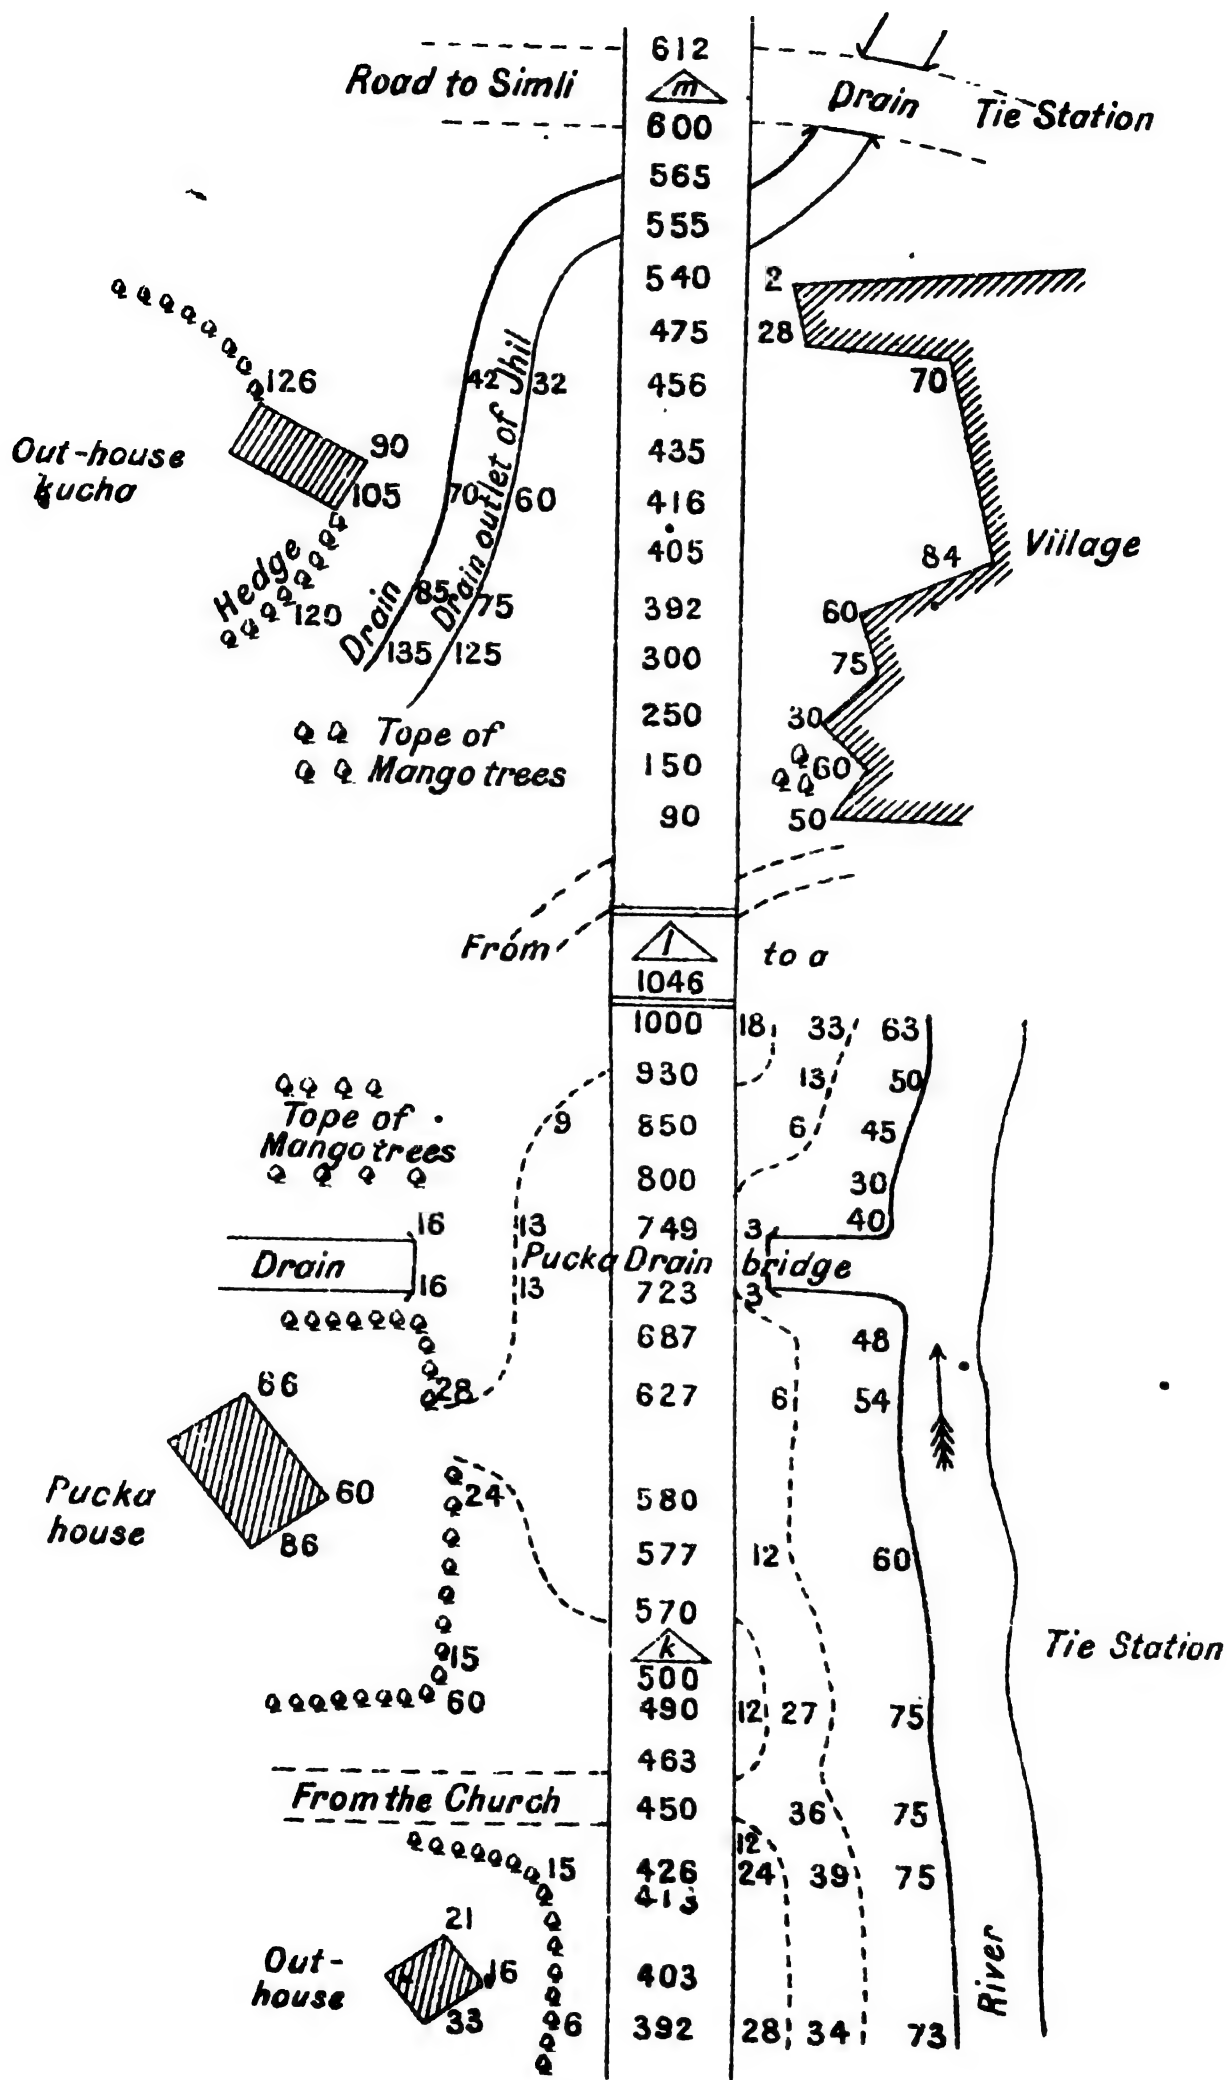 612
Road to Simli m Drain Tie Station
600
565
555
540 2
475 28
126 42 32 456 70
Out-house 90 435
kucha 105 70 60 416
405 84 Village
Hedge 120 Drain 85 Drain outlet of Jhil 75 392 60
135 125 300 75
250 30
Tope of
Mango trees 150 60
90 50
From l to a
1046
1000 18 33 63
930 13 50
Tope of 9 850 6 45
Mango trees
800 30
16 13 749 3 40
Drain Pucka Drain bridge
16 13 723 3
687 48
66 28 627 6 54
Pucka 60 24 580
house 86 577 12 60
570
k Tie Station
15 500
60 490 12 27 75
463
From the Church 450 36 75
12
15 426 24 39 75
413
21
Out- 16 403
house River
33 6 392 28 34 73